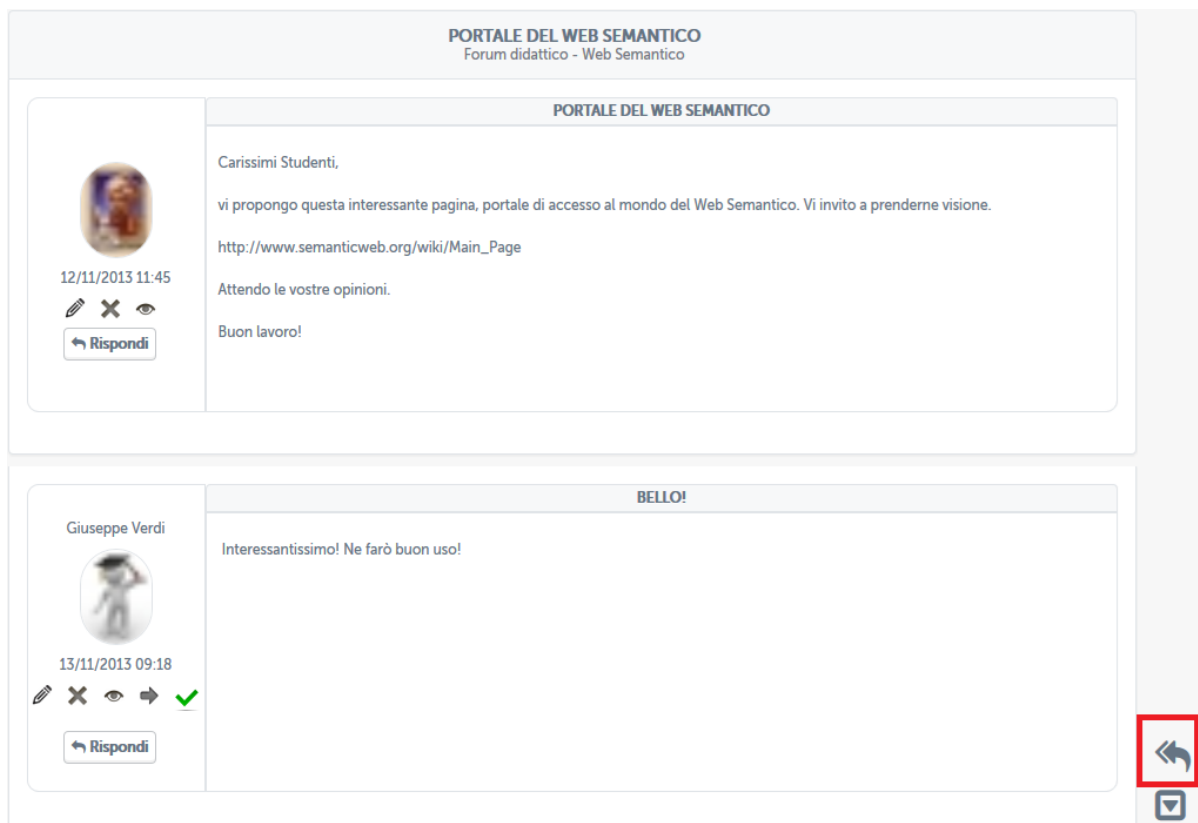 PORTALE DEL WEB SEMANTICO
Forum didattico - Web Semantico
PORTALE DEL WEB SEMANTICO
Carissimi Studenti,
vi propongo questa interessante pagina, portale di accesso al mondo del Web Semantico. Vi invito a prenderne visione.
http://www.semanticweb.org/wiki/Main_Page
Attendo le vostre opinioni.
Buon lavoro!
12/11/2013 11:45
Rispondi
BELLO!
Giuseppe Verdi
Interessantissimo! Ne farò buon uso!
13/11/2013 09:18
Rispondi